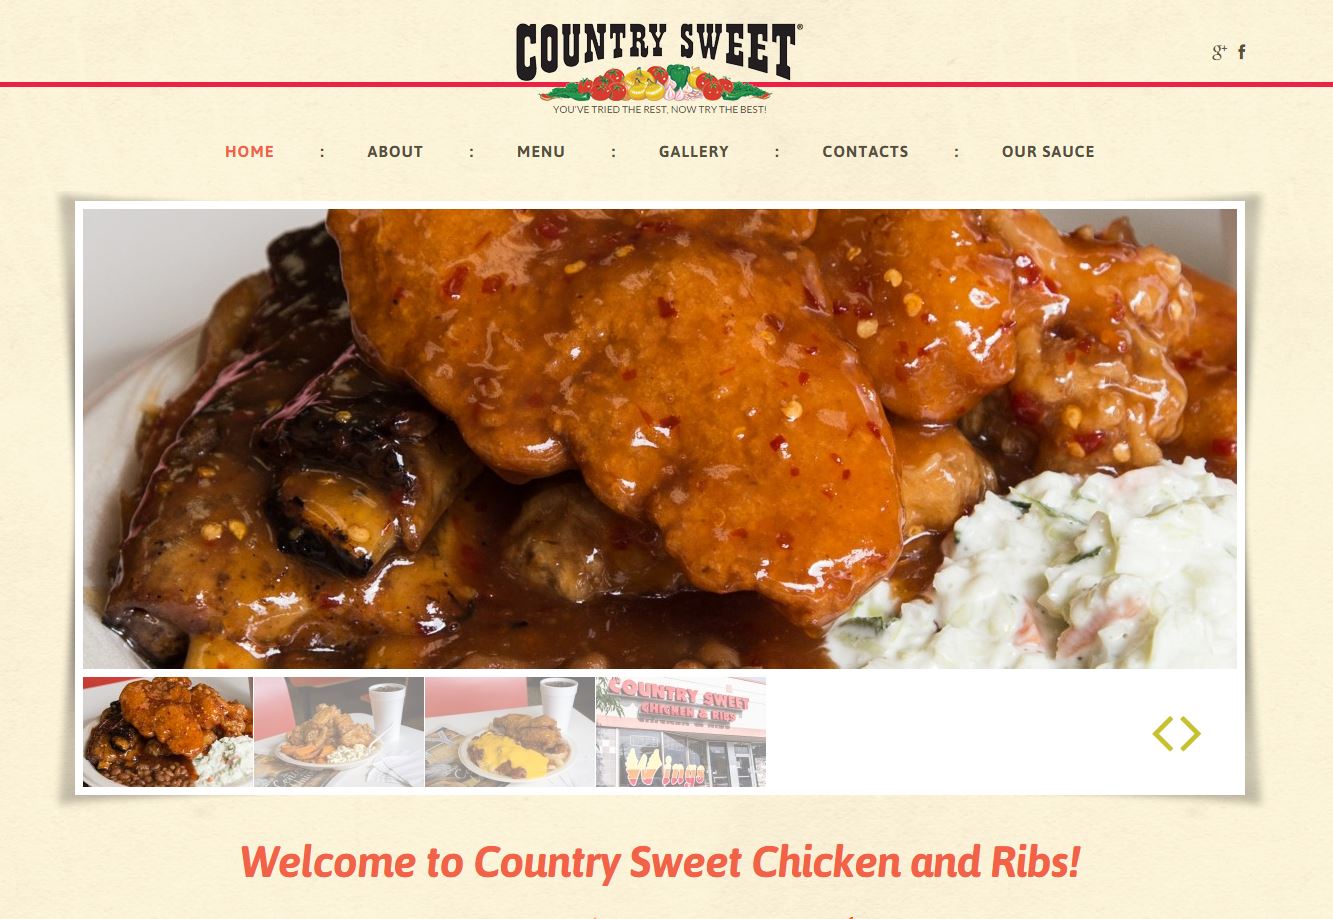 COUNTRY SWEET®
YOU'VE TRIED THE REST, NOW TRY THE BEST!
g+ f
HOME : ABOUT : MENU : GALLERY : CONTACTS : OUR SAUCE
COUNTRY SWEET
CHICKEN & RIBS
Wings
Welcome to Country Sweet Chicken and Ribs!